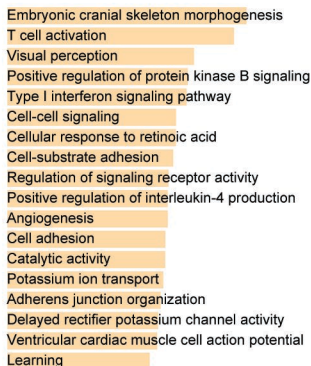 Embryonic cranial skeleton morphogenesis
T cell activation
Visual perception
Positive regulation of protein kinase B signaling
Type I interferon signaling pathway
Cell-cell signaling
Cellular response to retinoic acid
Cell-substrate adhesion
Regulation of signaling receptor activity
Positive regulation of interleukin-4 production
Angiogenesis
Cell adhesion
Catalytic activity
Potassium ion transport
Adherens junction organization
Delayed rectifier potassium channel activity
Ventricular cardiac muscle cell action potential
Learning